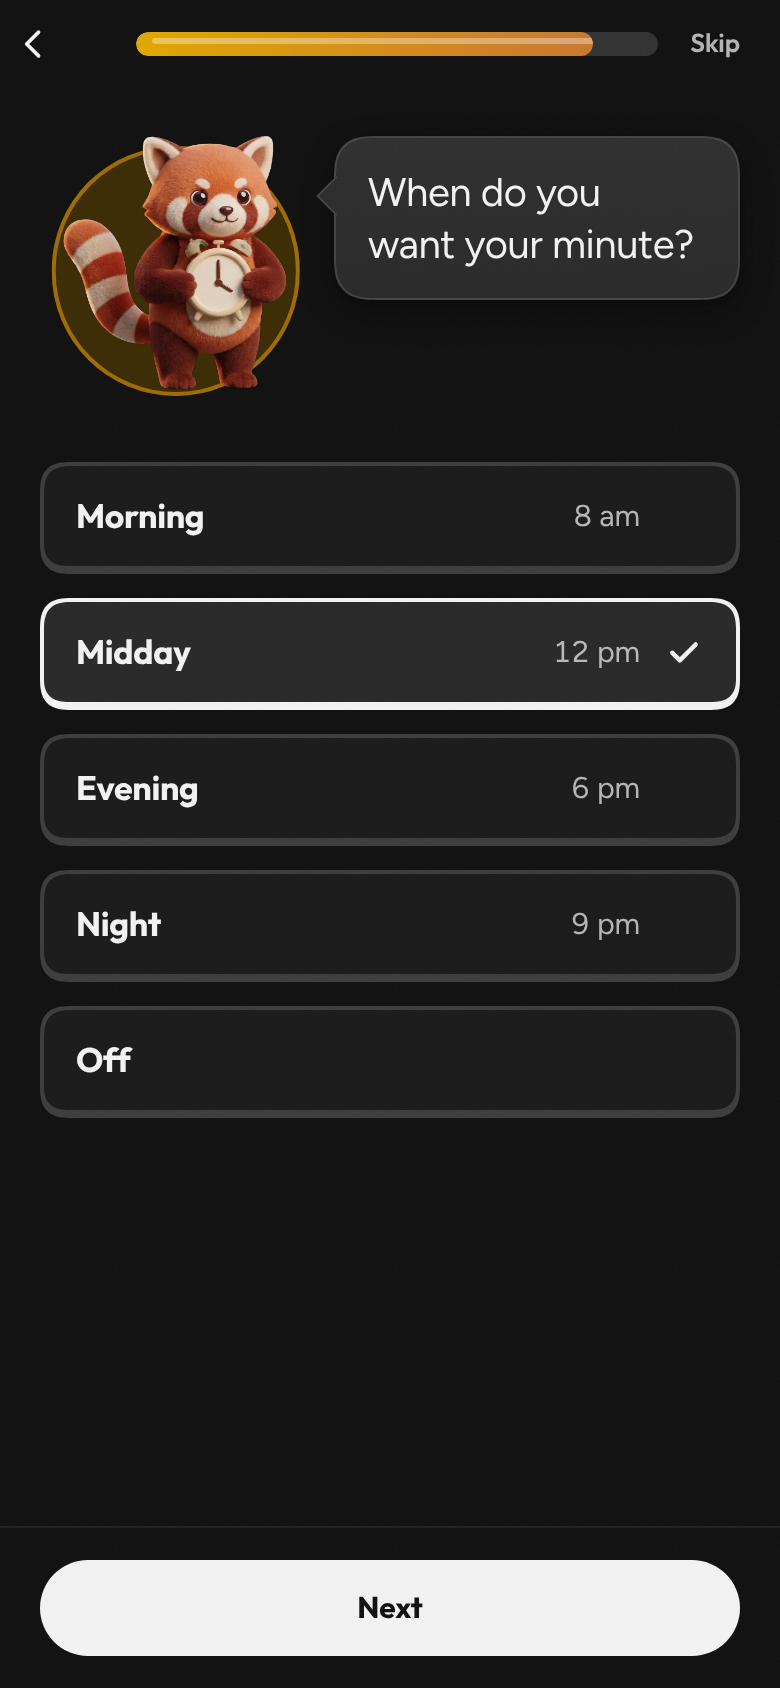 Skip
When do you
want your minute?
Morning 8 am
Midday 12 pm
Evening 6 pm
Night 9 pm
Off
Next